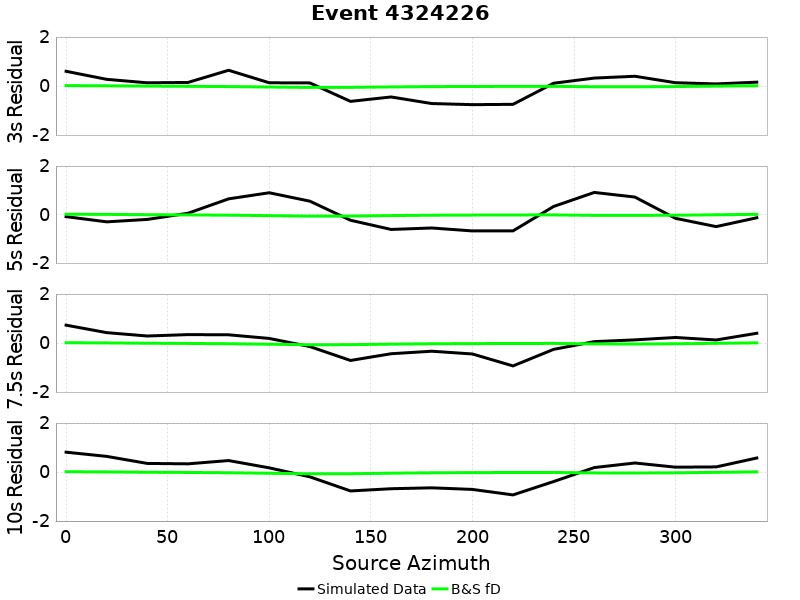 Event 4324226
3s Residual
2
0
-2
5s Residual
2
0
-2
7.5s Residual
2
0
-2
10s Residual
2
0
-2
0 50 100 150 200 250 300
Source Azimuth
Simulated Data B&S fD